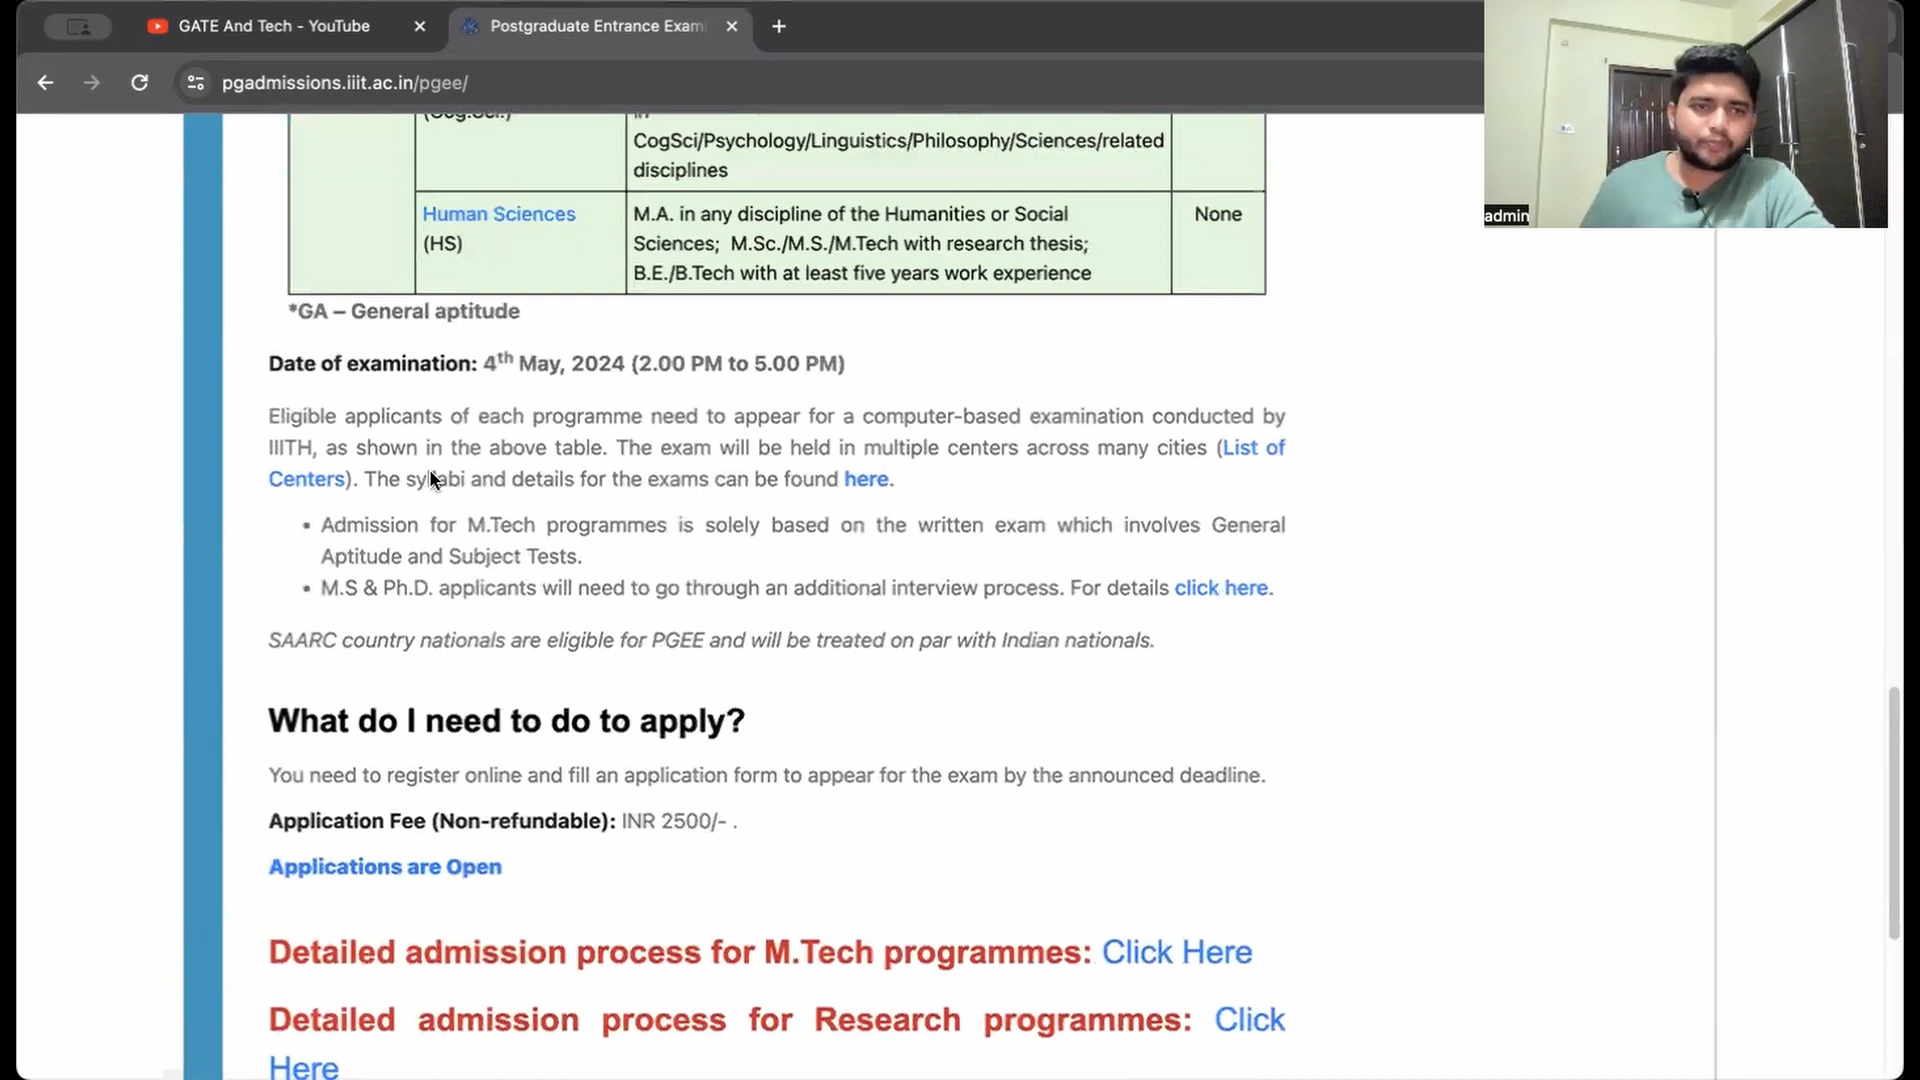 GATE And Tech - YouTube
Postgraduate Entrance Exam
pgadmissions.iiit.ac.in/pgee/
admin
(Cog.Sci.)
in
CogSci/Psychology/Linguistics/Philosophy/Sciences/related
disciplines
Human Sciences
(HS)
M.A. in any discipline of the Humanities or Social
Sciences; M.Sc./M.S./M.Tech with research thesis;
B.E./B.Tech with at least five years work experience
None
*GA – General aptitude
Date of examination: 4th May, 2024 (2.00 PM to 5.00 PM)
Eligible applicants of each programme need to appear for a computer-based examination conducted by
IIITH, as shown in the above table. The exam will be held in multiple centers across many cities (List of
Centers). The syllabi and details for the exams can be found here.
• Admission for M.Tech programmes is solely based on the written exam which involves General
Aptitude and Subject Tests.
• M.S & Ph.D. applicants will need to go through an additional interview process. For details click here.
SAARC country nationals are eligible for PGEE and will be treated on par with Indian nationals.
What do I need to do to apply?
You need to register online and fill an application form to appear for the exam by the announced deadline.
Application Fee (Non-refundable): INR 2500/- .
Applications are Open
Detailed admission process for M.Tech programmes: Click Here
Detailed admission process for Research programmes: Click
Here